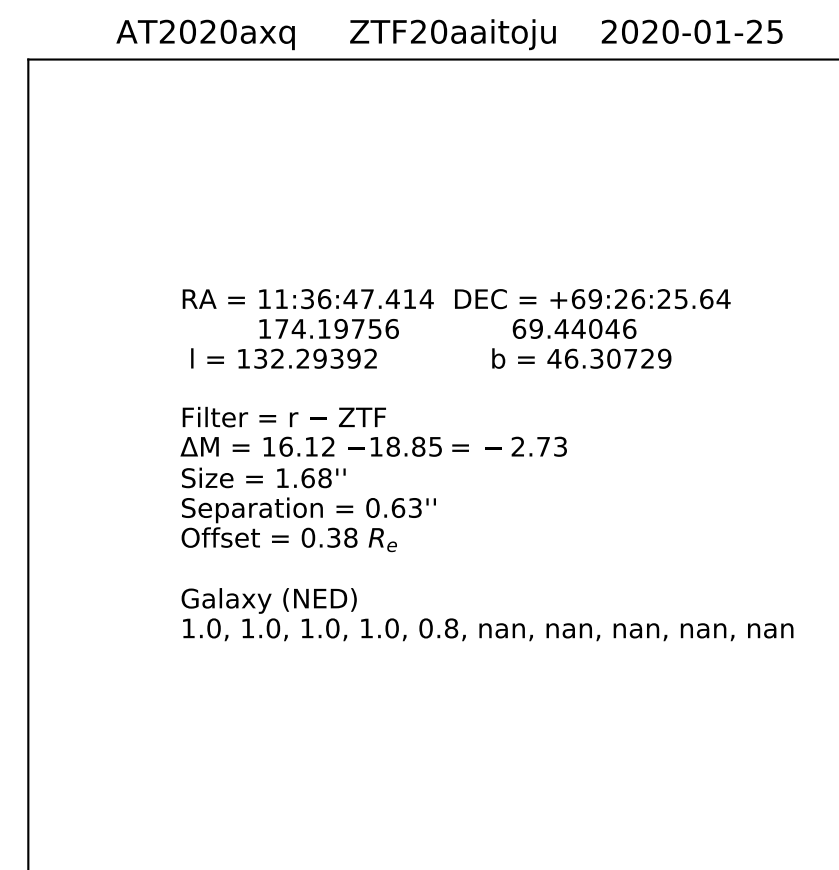 AT2020axq ZTF20aaitoju 2020-01-25
RA = 11:36:47.414 DEC = +69:26:25.64
174.19756 69.44046
l = 132.29392 b = 46.30729
Filter = r − ZTF
ΔM = 16.12 −18.85 = − 2.73
Size = 1.68''
Separation = 0.63''
Offset = 0.38 Re
Galaxy (NED)
1.0, 1.0, 1.0, 1.0, 0.8, nan, nan, nan, nan, nan